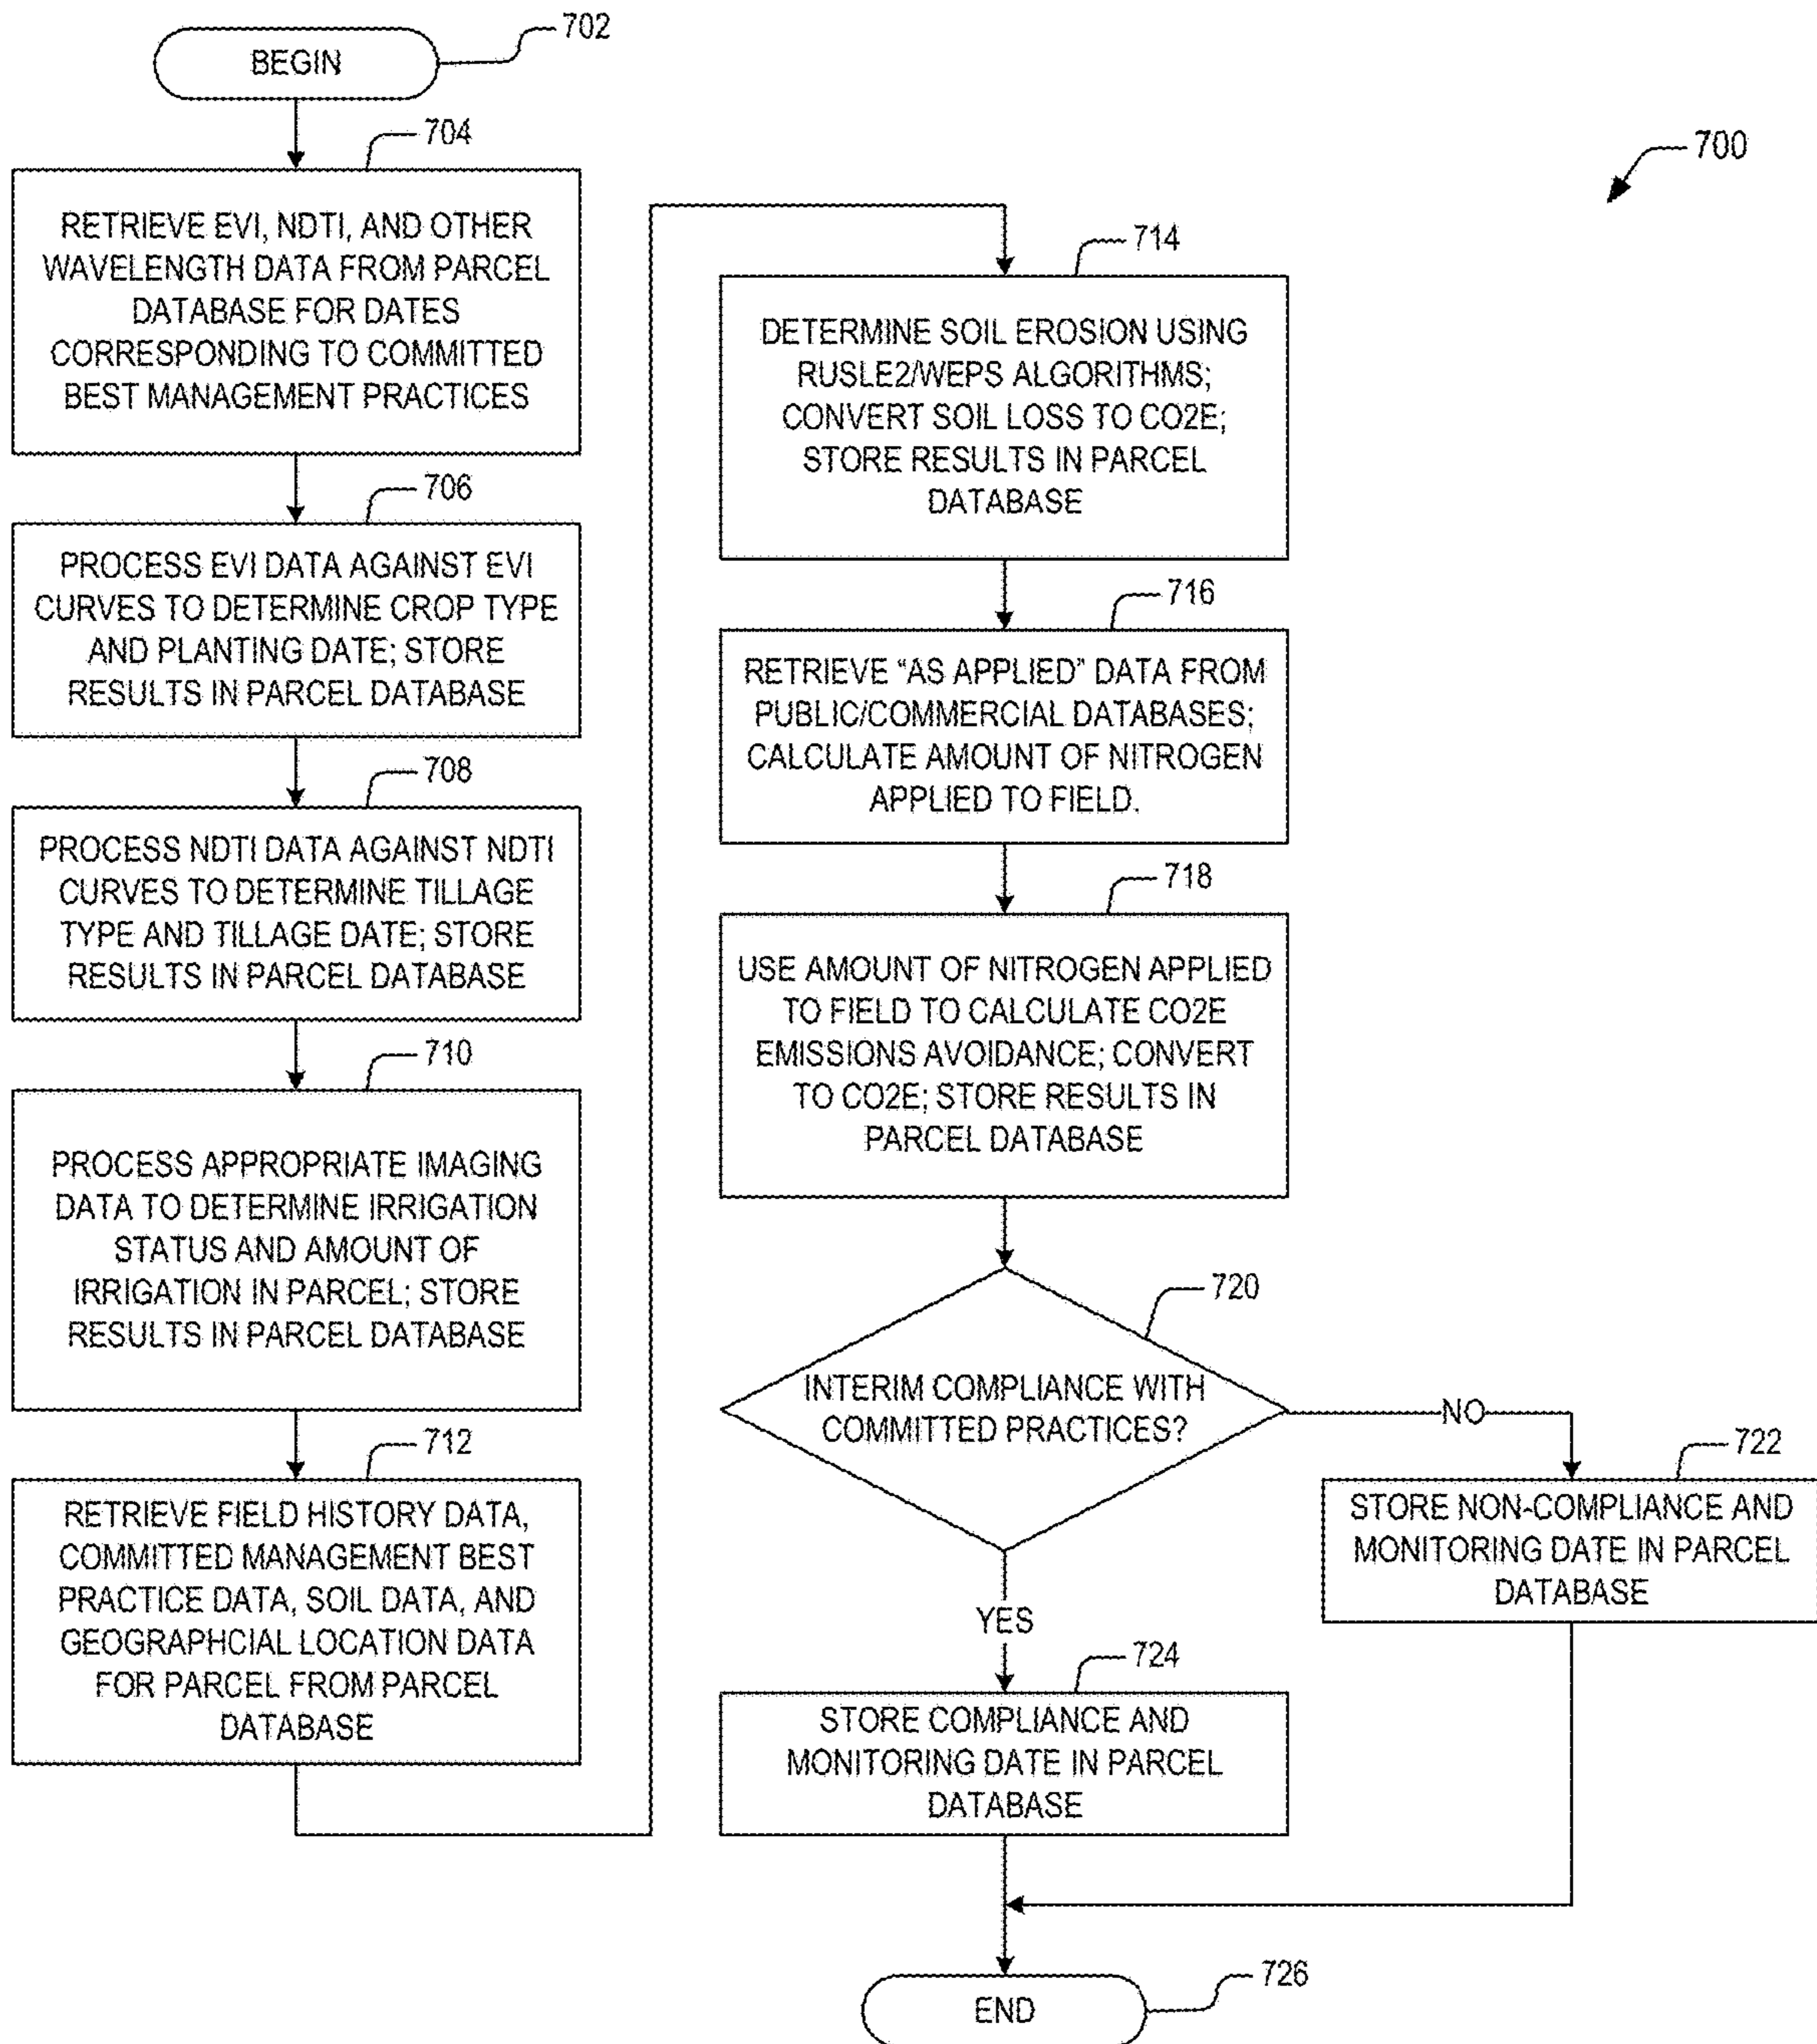 BEGIN
702
704
RETRIEVE EVI, NDTI, AND OTHER
WAVELENGTH DATA FROM PARCEL
DATABASE FOR DATES
CORRESPONDING TO COMMITTED
BEST MANAGEMENT PRACTICES
706
PROCESS EVI DATA AGAINST EVI
CURVES TO DETERMINE CROP TYPE
AND PLANTING DATE; STORE
RESULTS IN PARCEL DATABASE
708
PROCESS NDTI DATA AGAINST NDTI
CURVES TO DETERMINE TILLAGE
TYPE AND TILLAGE DATE; STORE
RESULTS IN PARCEL DATABASE
710
PROCESS APPROPRIATE IMAGING
DATA TO DETERMINE IRRIGATION
STATUS AND AMOUNT OF
IRRIGATION IN PARCEL; STORE
RESULTS IN PARCEL DATABASE
712
RETRIEVE FIELD HISTORY DATA,
COMMITTED MANAGEMENT BEST
PRACTICE DATA, SOIL DATA, AND
GEOGRAPHCIAL LOCATION DATA
FOR PARCEL FROM PARCEL
DATABASE
700
714
DETERMINE SOIL EROSION USING
RUSLE2/WEPS ALGORITHMS;
CONVERT SOIL LOSS TO CO2E;
STORE RESULTS IN PARCEL
DATABASE
716
RETRIEVE “AS APPLIED” DATA FROM
PUBLIC/COMMERCIAL DATABASES;
CALCULATE AMOUNT OF NITROGEN
APPLIED TO FIELD.
718
USE AMOUNT OF NITROGEN APPLIED
TO FIELD TO CALCULATE CO2E
EMISSIONS AVOIDANCE; CONVERT
TO CO2E; STORE RESULTS IN
PARCEL DATABASE
720
INTERIM COMPLIANCE WITH
COMMITTED PRACTICES?
NO
722
STORE NON-COMPLIANCE AND
MONITORING DATE IN PARCEL
DATABASE
YES
724
STORE COMPLIANCE AND
MONITORING DATE IN PARCEL
DATABASE
END
726